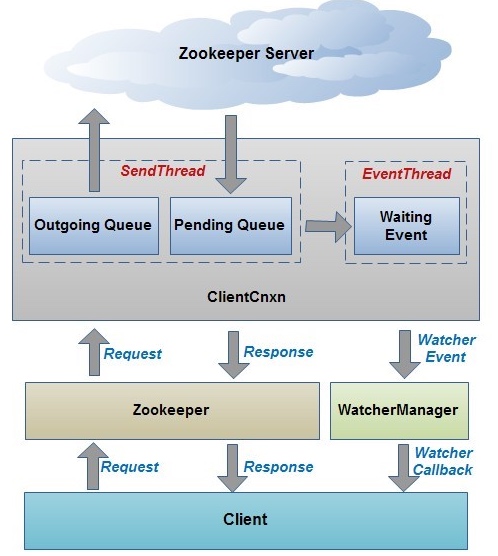 Zookeeper Server
SendThread
EventThread
Outgoing Queue
Pending Queue
Waiting
Event
ClientCnxn
Request
Response
Watcher
Event
Zookeeper
WatcherManager
Request
Response
Watcher
Callback
Client